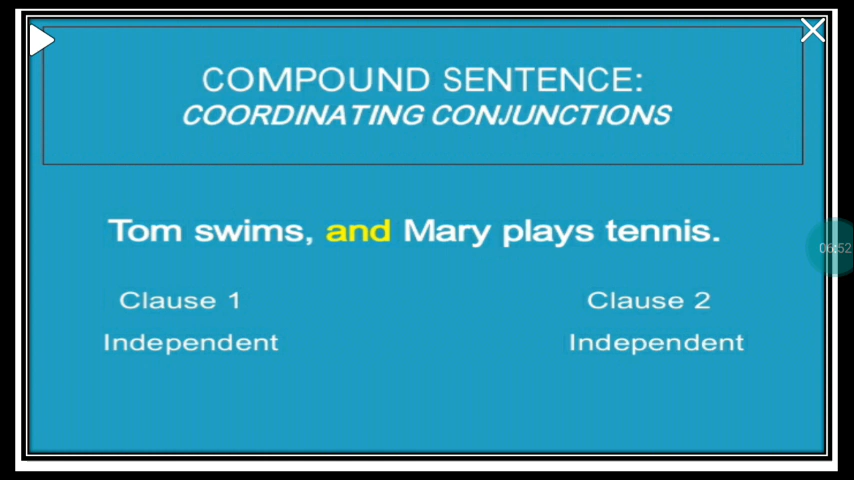 COMPOUND SENTENCE:
COORDINATING CONJUNCTIONS
Tom swims, and Mary plays tennis.
Clause 1 Clause 2
Independent Independent
06:52